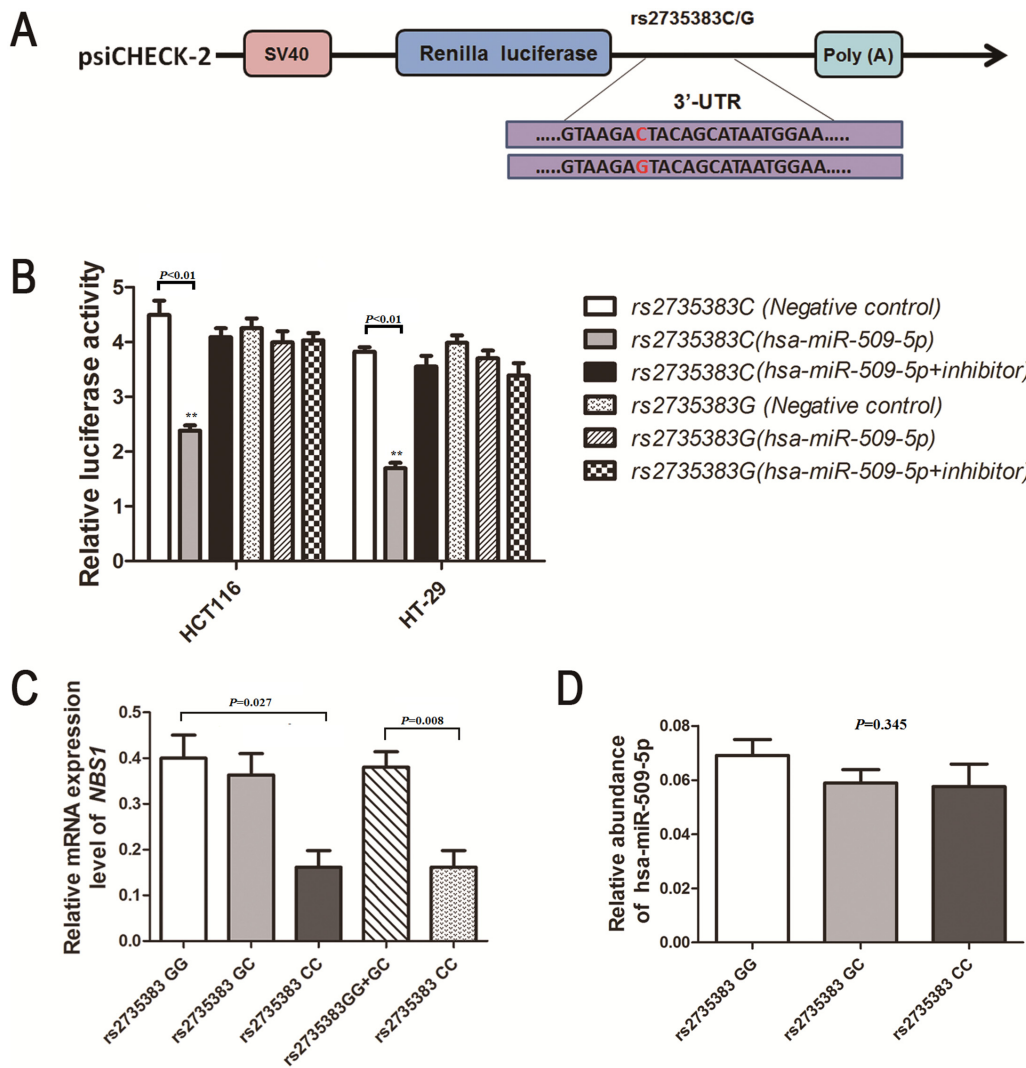 A
rs2735383C/G
psiCHECK-2
SV40
Renilla luciferase
Poly (A)
3’-UTR
.....GTAAGACTACAGCATAATGGAA.....
.....GTAAGAGTACAGCATAATGGAA.....
B
Relative luciferase activity
5
4
3
2
1
0
P<0.01
**
P<0.01
**
HCT116
HT-29
rs2735383C (Negative control)
rs2735383C(hsa-miR-509-5p)
rs2735383C(hsa-miR-509-5p+inhibitor)
rs2735383G (Negative control)
rs2735383G(hsa-miR-509-5p)
rs2735383G(hsa-miR-509-5p+inhibitor)
C
Relative mRNA expression
level of NBS1
0.5
0.4
0.3
0.2
0.1
0.0
P=0.027
P=0.008
rs2735383 GG
rs2735383 GC
rs2735383 CC
rs2735383GG+GC
rs2735383 CC
D
Relative abundance
of hsa-miR-509-5p
0.08
0.06
0.04
0.02
0.00
P=0.345
rs2735383 GG
rs2735383 GC
rs2735383 CC